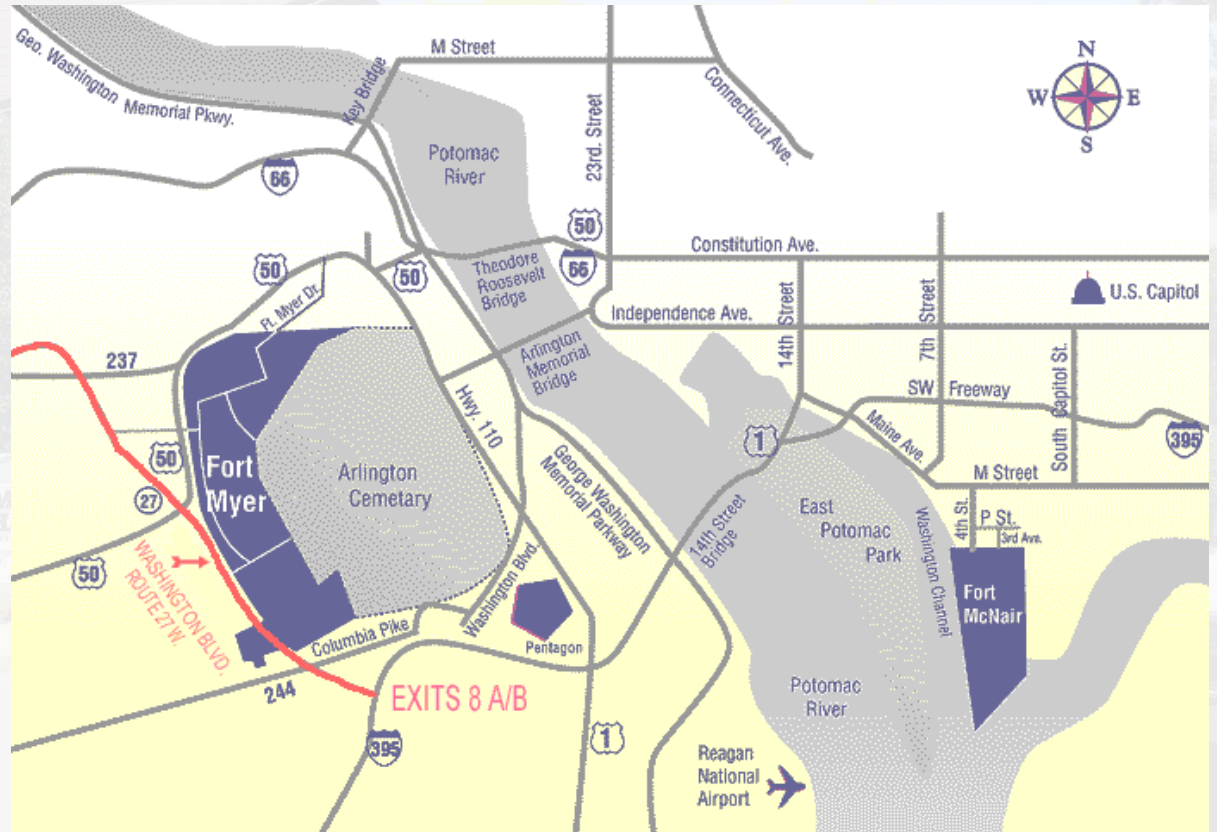 Geo. Washington
Memorial Pkwy.
Key Bridge
M Street
Connecticut Ave.
23rd. Street
N
W
E
S
66
Potomac
River
50
66
Constitution Ave.
50
50
Theodore
Roosevelt
Bridge
Ft. Myer Dr.
U.S. Capitol
Independence Ave.
14th Street
7th Street
237
Arlington
Memorial
Bridge
SW Freeway
South Capitol St.
Hwy. 110
1
Maine Ave.
395
50
Fort
Myer
Arlington
Cemetary
George Washington
Memorial Parkway
M Street
27
14th Street
Bridge
East
Potomac
Park
Washington Channel
4th St.
P St.
3rd Ave.
50
WASHINGTON BLVD.
ROUTE 27 W.
Washington Blvd.
Fort
McNair
Columbia Pike
Pentagon
244
EXITS 8 A/B
Potomac
River
395
1
Reagan
National
Airport